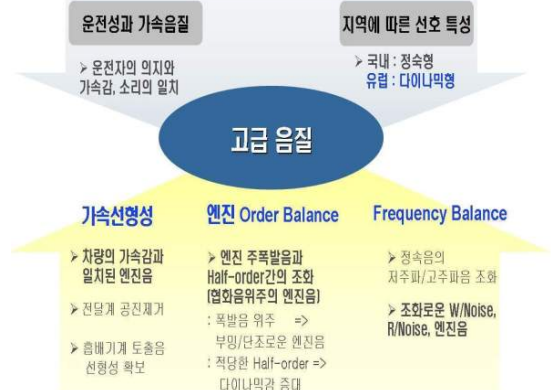 운전성과 가속음질
➢ 운전자의 의지와
가속감, 소리의 일치
지역에 따른 선호 특성
➢ 국내 : 정숙형
유럽 : 다이나믹형
고급 음질
가속선형성
➢ 차량의 가속감과
일치된 엔진음
➢ 전달계 공진제거
➢ 흡배기계 토출음
선형성 확보
엔진 Order Balance
➢ 엔진 주폭발음과
Half-order간의 조화
(협화음위주의 엔진음)
: 폭발음 위주 =>
부밍/단조로운 엔진음
: 적당한 Half-order =>
다이나믹감 증대
Frequency Balance
➢ 정속음의
저주파/고주파음 조화
➢ 조화로운 W/Noise,
R/Noise, 엔진음